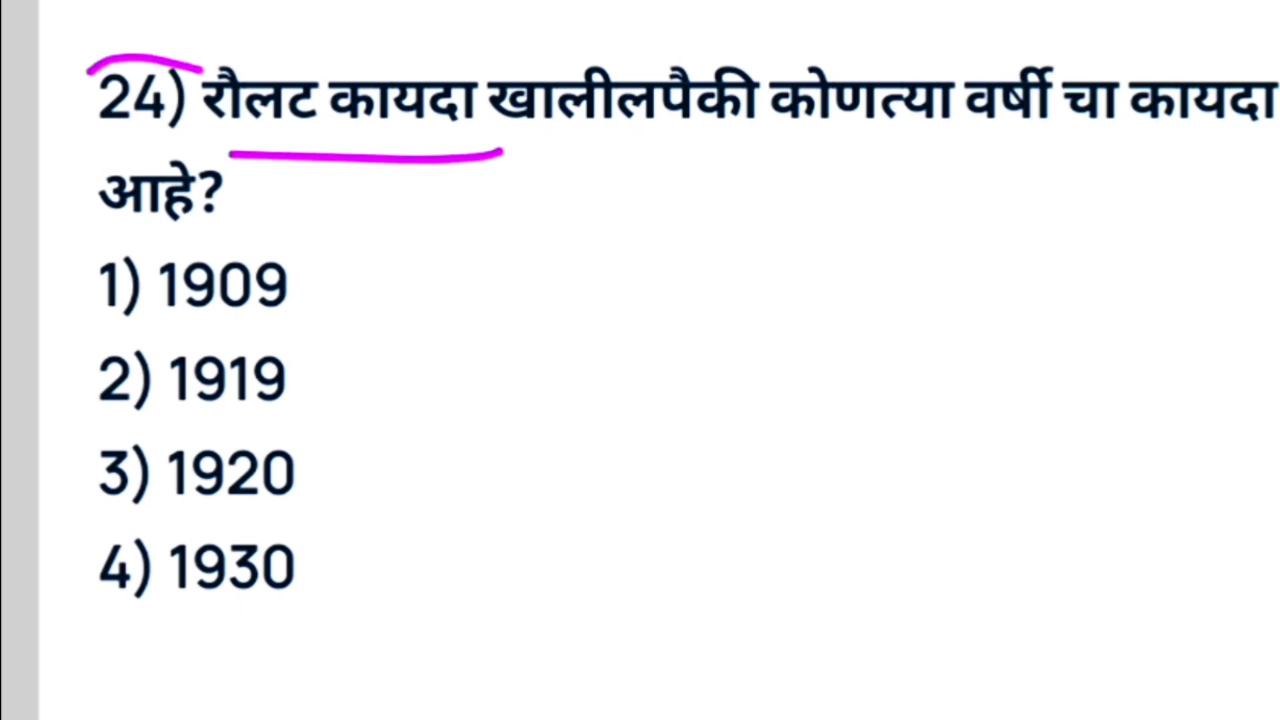 24) रौलट कायदा खालीलपैकी कोणत्या वर्षी चा कायदा
आहे?
1) 1909
2) 1919
3) 1920
4) 1930